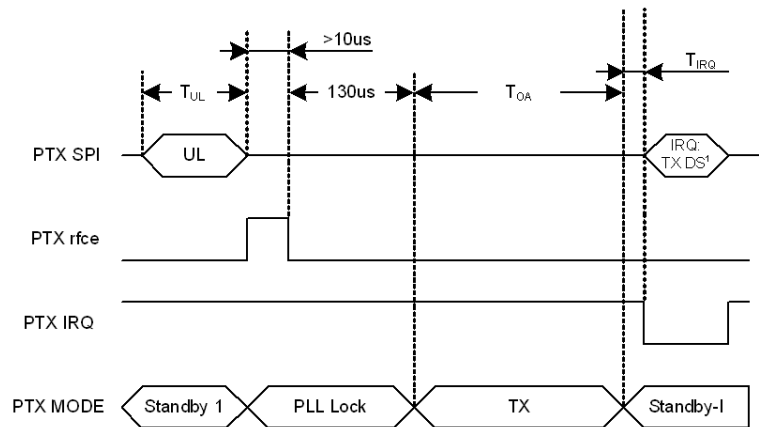 >10us
T_IRQ
T_UL
130us
T_OA
PTX SPI
UL
IRQ:
TX DS¹
PTX rfce
PTX IRQ
PTX MODE
Standby 1
PLL Lock
TX
Standby-I